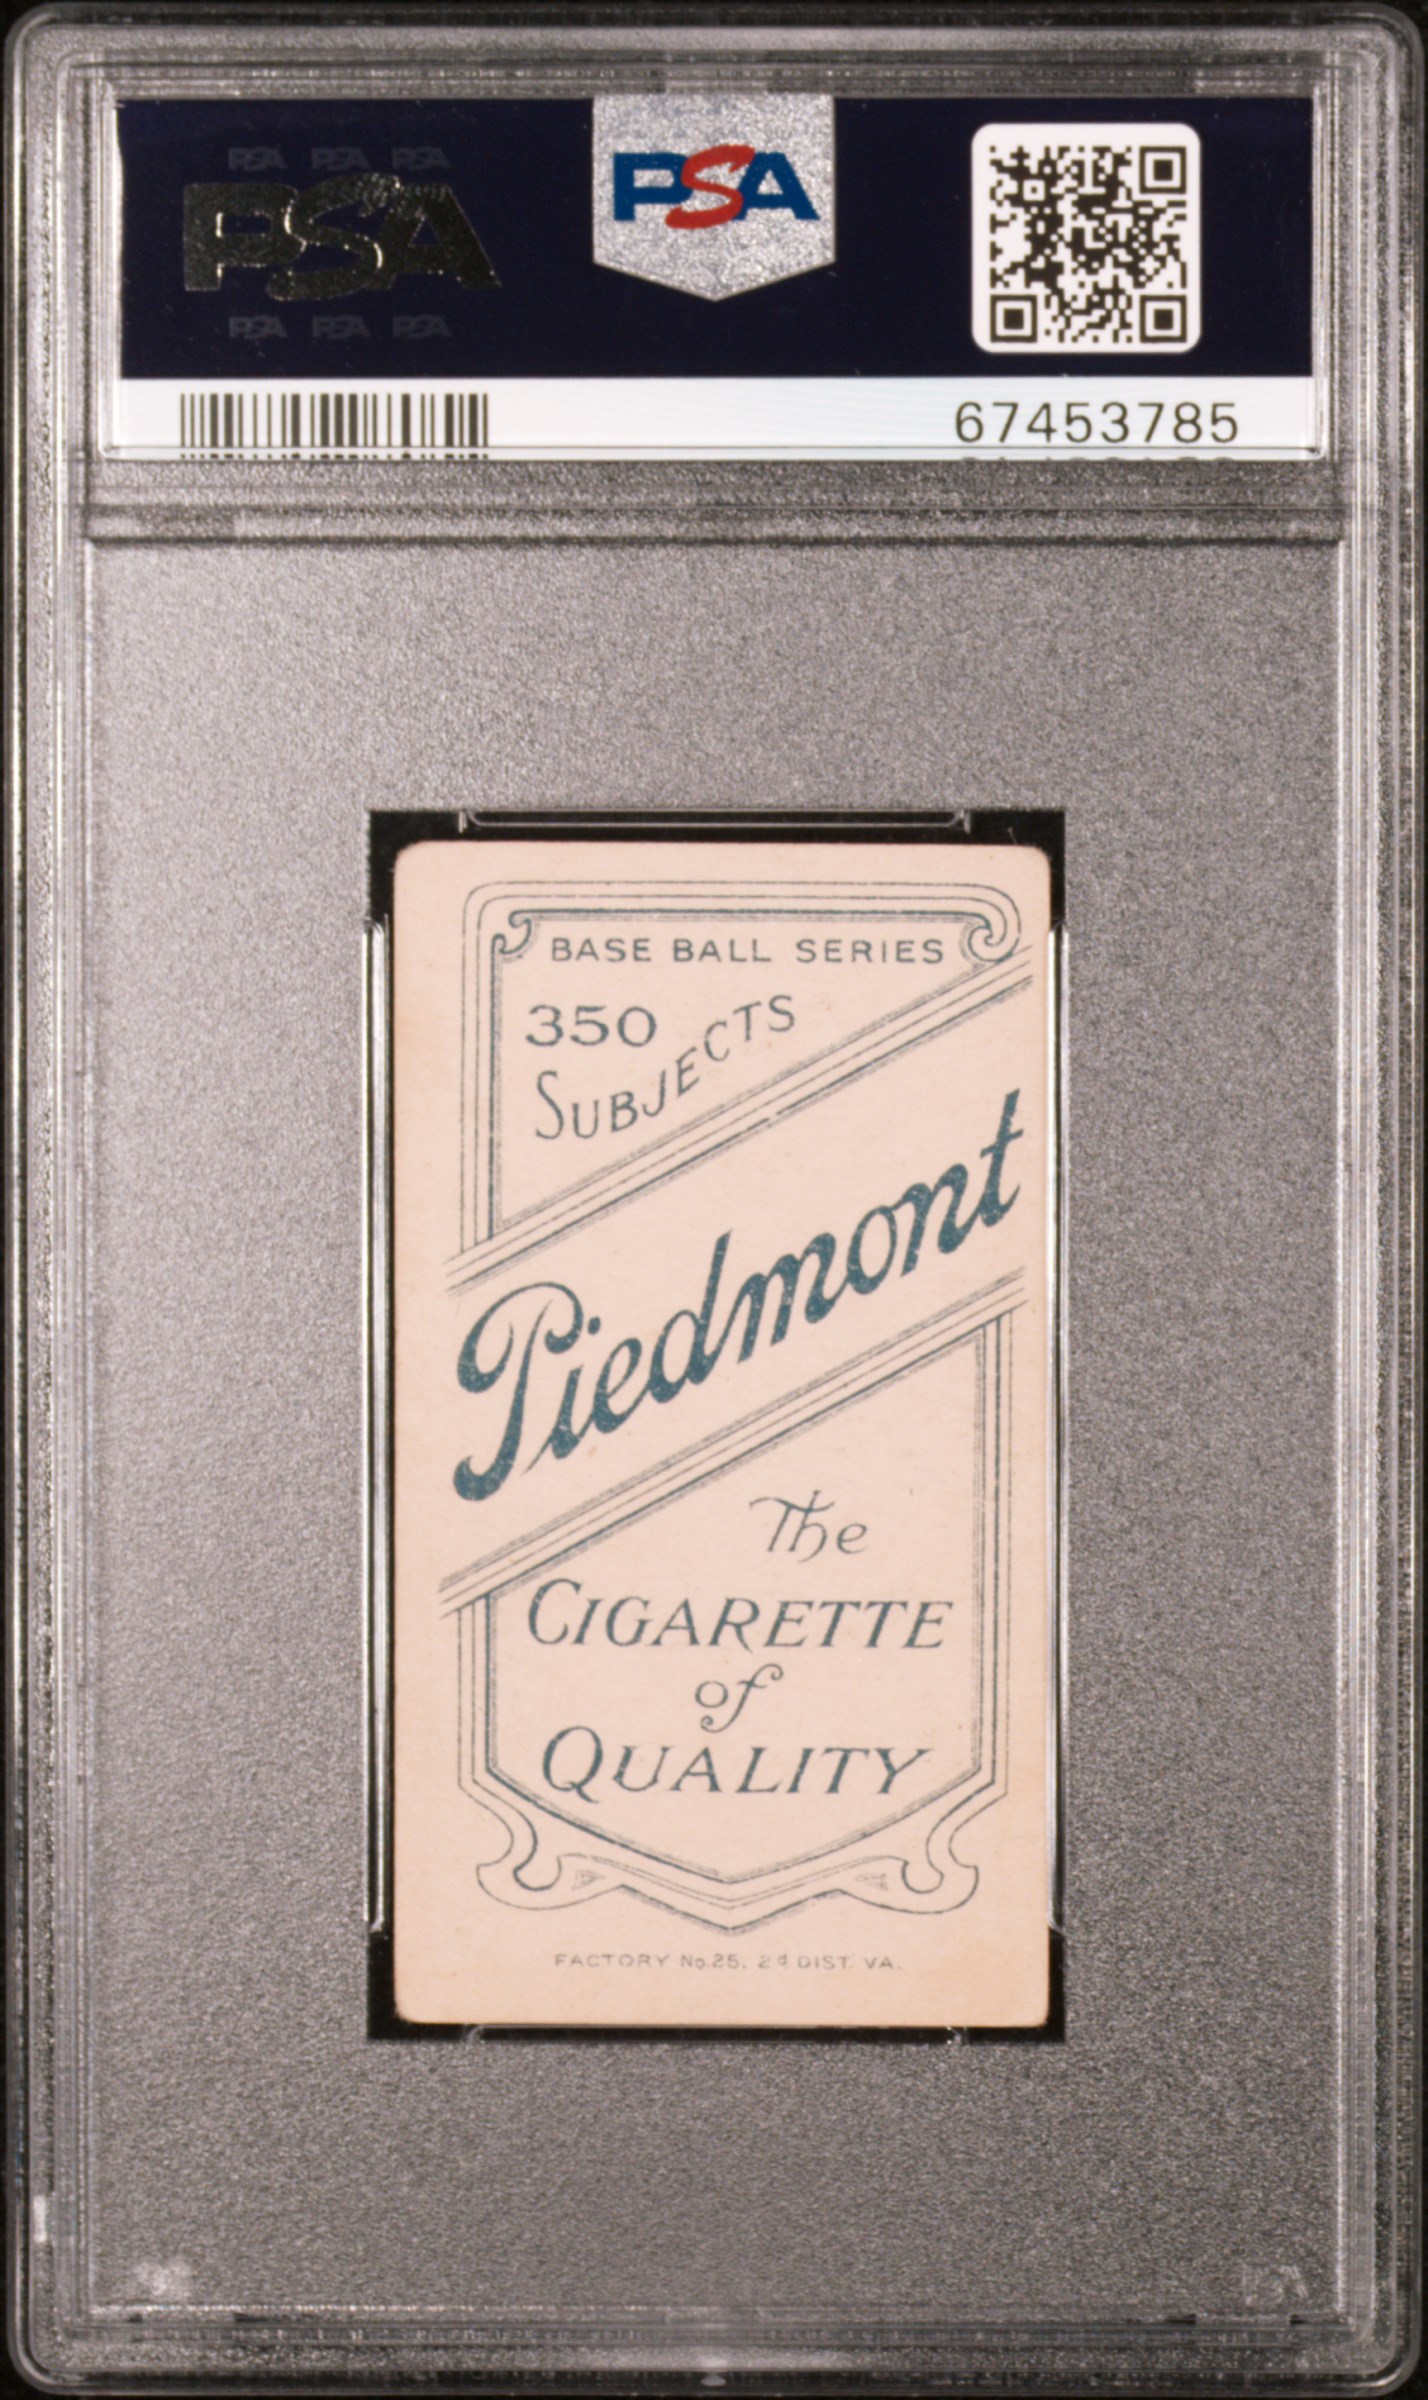 PSA PSA PSA
PSA
PSA PSA PSA
PSA
67453785
BASE BALL SERIES
350
SUBJECTS
Piedmont
The
CIGARETTE
of
QUALITY
FACTORY No. 25, 2d DIST. VA.
PSA